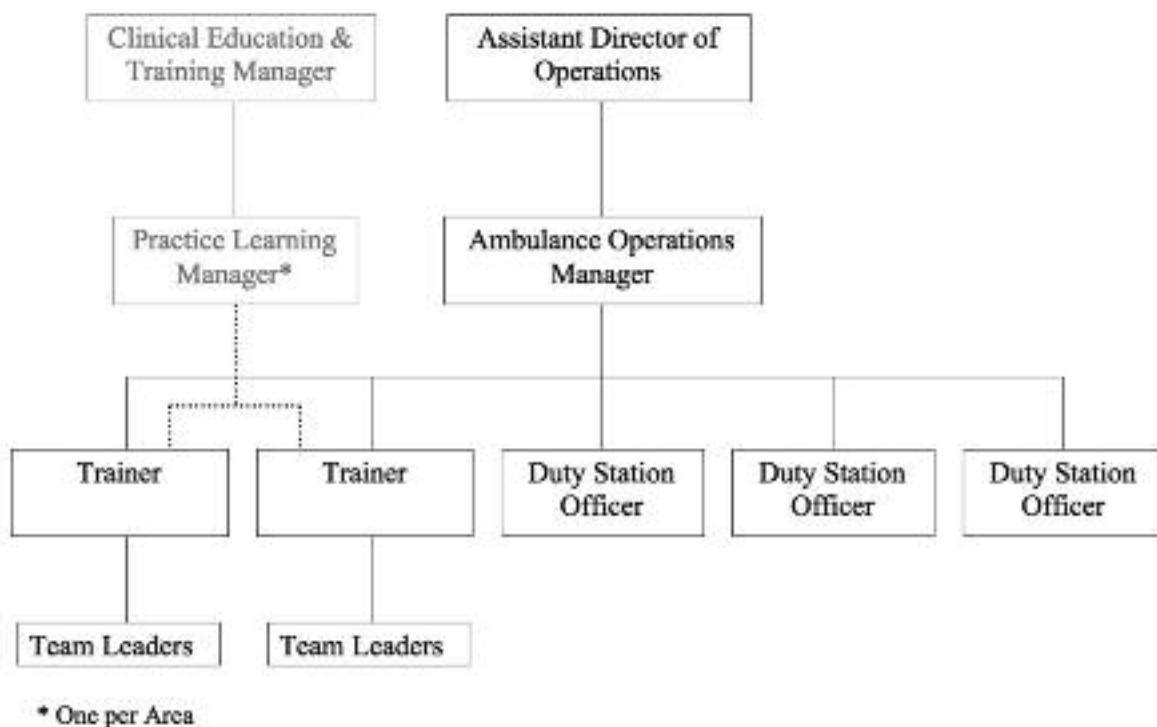 Clinical Education &
Training Manager
Assistant Director of
Operations
Practice Learning
Manager*
Ambulance Operations
Manager
Trainer
Trainer
Duty Station
Officer
Duty Station
Officer
Duty Station
Officer
Team Leaders
Team Leaders
* One per Area